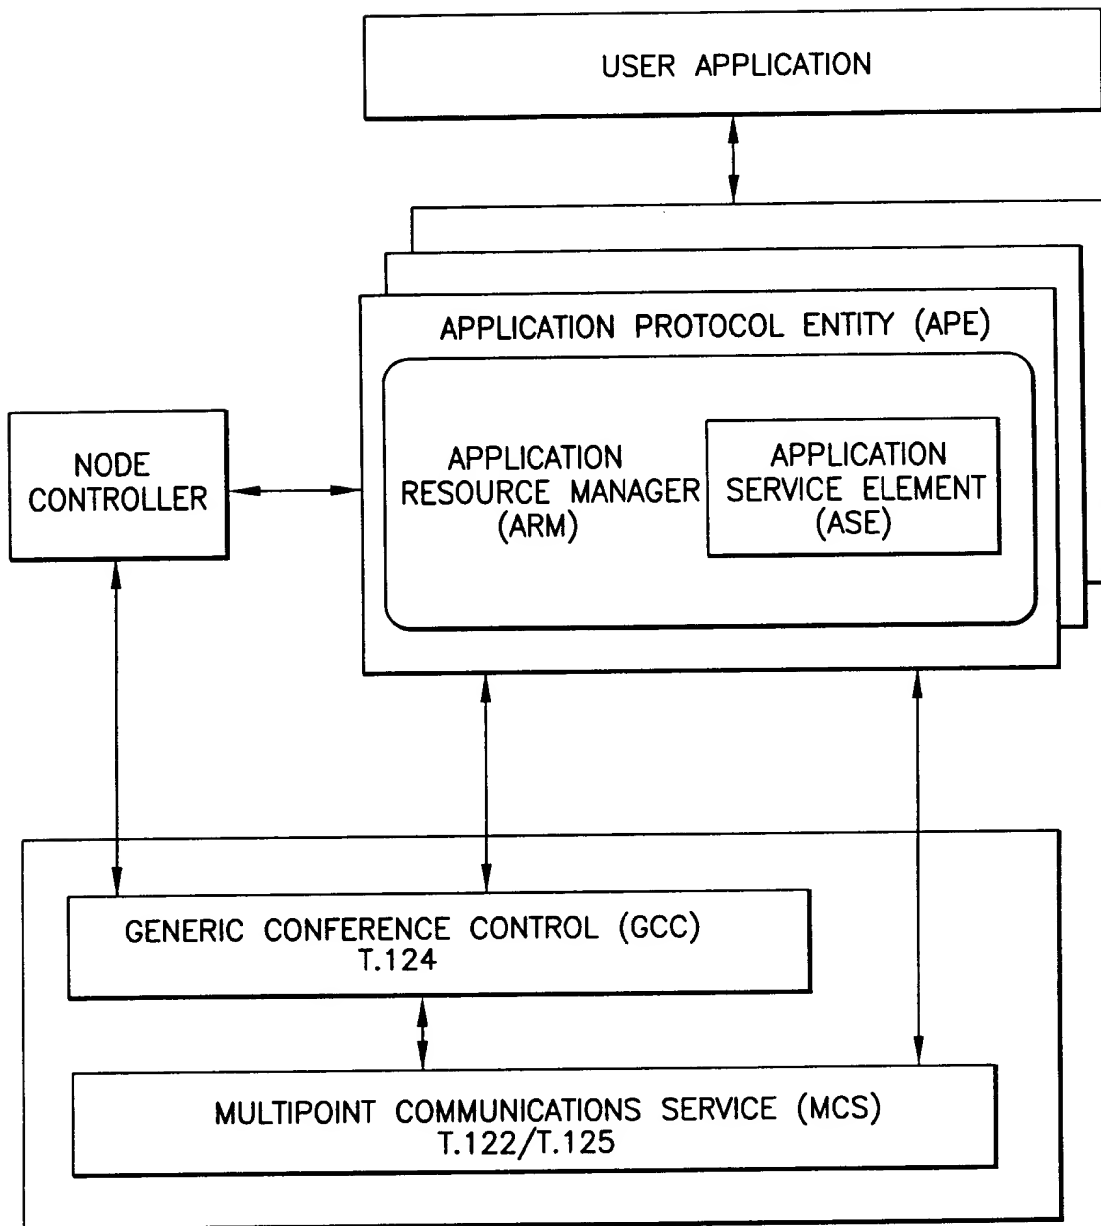 USER APPLICATION
APPLICATION PROTOCOL ENTITY (APE)
NODE
CONTROLLER
APPLICATION
RESOURCE MANAGER
(ARM)
APPLICATION
SERVICE ELEMENT
(ASE)
GENERIC CONFERENCE CONTROL (GCC)
T.124
MULTIPOINT COMMUNICATIONS SERVICE (MCS)
T.122/T.125